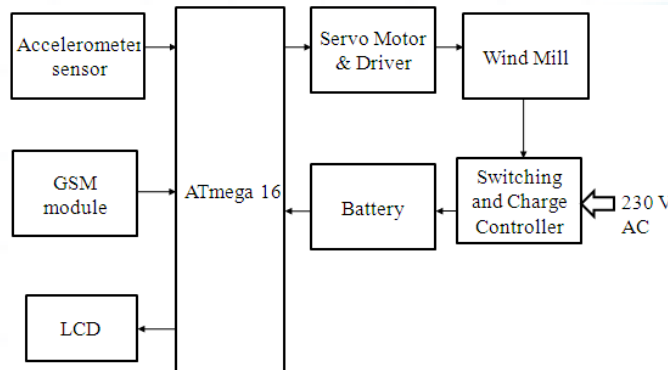 Accelerometer
sensor
Servo Motor
& Driver
Wind Mill
GSM
module
ATmega 16
Battery
Switching
and Charge
Controller
230 V
AC
LCD